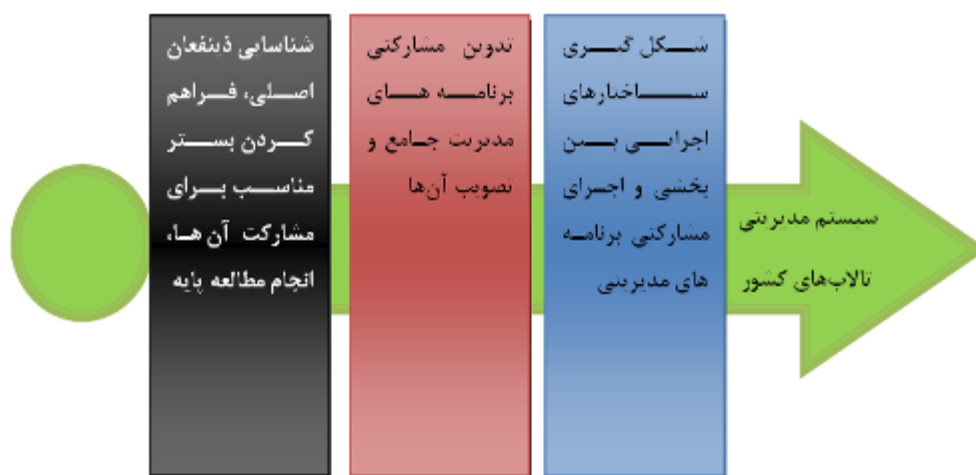 شناسایی ذینفعان
اصلی، فراهم
کردن بستر
مناسب برای
مشارکت آن ها،
انجام مطالعه پایه
تدوین مشارکتی
برنامه های
مدیریت جامع و
تصویب آن‌ها
شکل گیری
ساختارهای
اجرایی بین
بخشی و اجرای
مشارکتی برنامه
های مدیریتی
سیستم مدیریتی
تالاب‌های کشور